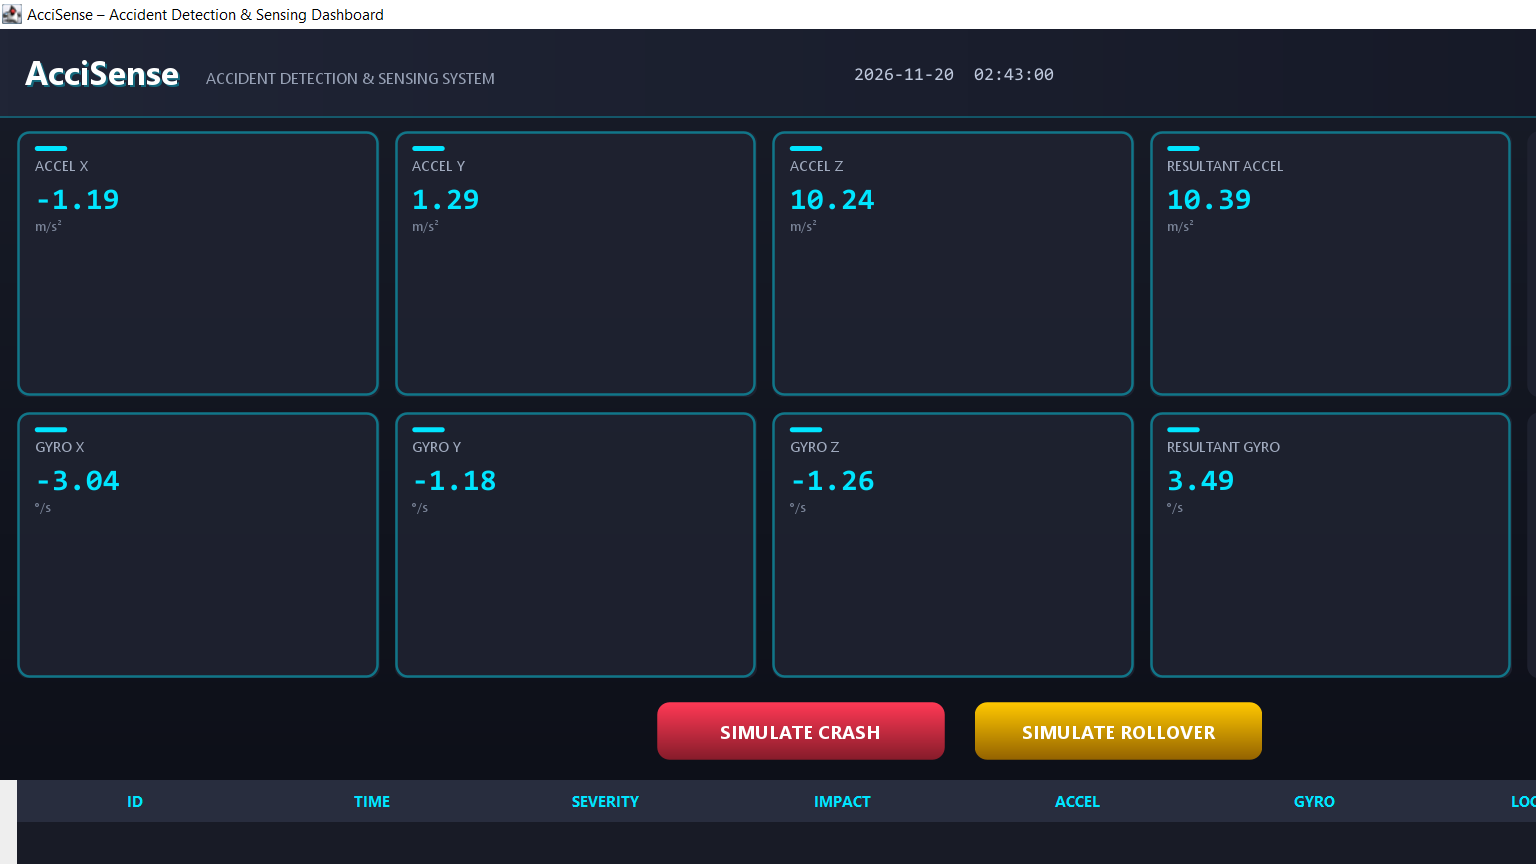 AcciSense – Accident Detection & Sensing Dashboard
AcciSense ACCIDENT DETECTION & SENSING SYSTEM 2026-11-20 02:43:00
ACCEL X ACCEL Y ACCEL Z RESULTANT ACCEL
-1.19 1.29 10.24 10.39
m/s² m/s² m/s² m/s²
GYRO X GYRO Y GYRO Z RESULTANT GYRO
-3.04 -1.18 -1.26 3.49
°/s °/s °/s °/s
SIMULATE CRASH SIMULATE ROLLOVER
ID TIME SEVERITY IMPACT ACCEL GYRO